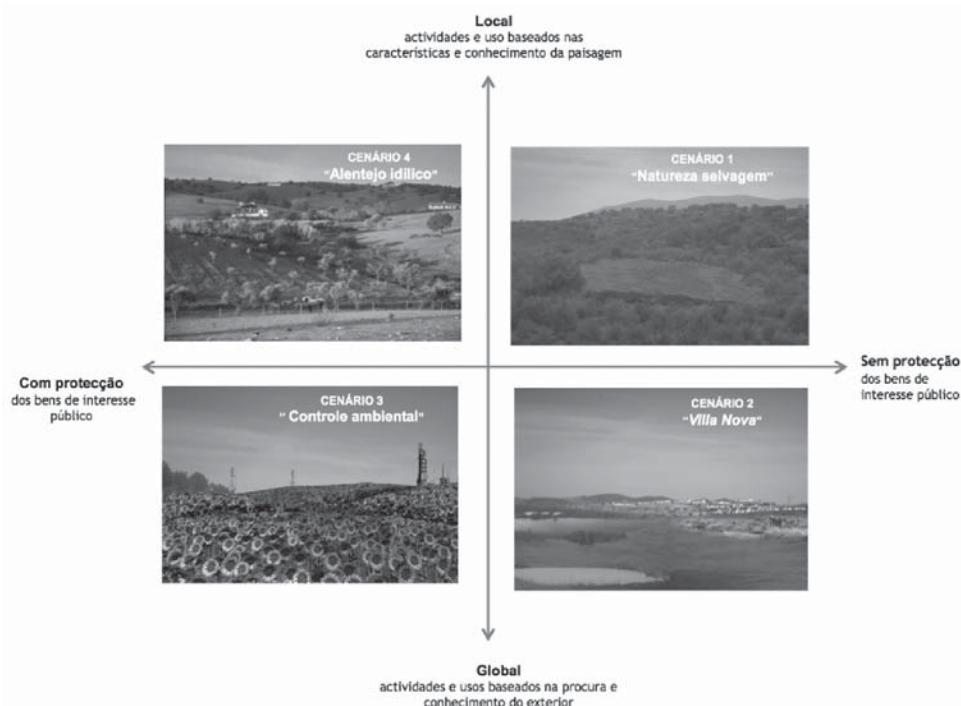 Local
actividades e uso baseados nas
características e conhecimento da paisagem
CENÁRIO 4
"Alentejo idílico"
CENÁRIO 1
"Natureza selvagem"
Com protecção
dos bens de interesse
público
Sem protecção
dos bens de
interesse público
CENÁRIO 3
" Controle ambiental"
CENÁRIO 2
"Villa Nova"
Global
actividades e usos baseados na procura e
conhecimento do exterior